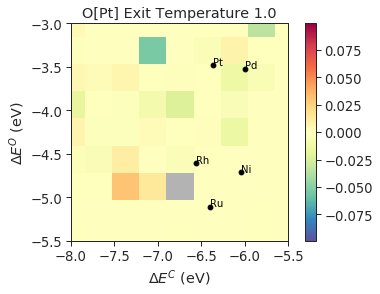 O[Pt] Exit Temperature 1.0
−3.0
−3.5
−4.0
−4.5
−5.0
−5.5
ΔE^O (eV)
Pt
Pd
Rh
Ni
Ru
−8.0 −7.5 −7.0 −6.5 −6.0 −5.5
ΔE^C (eV)
0.075
0.050
0.025
0.000
−0.025
−0.050
−0.075